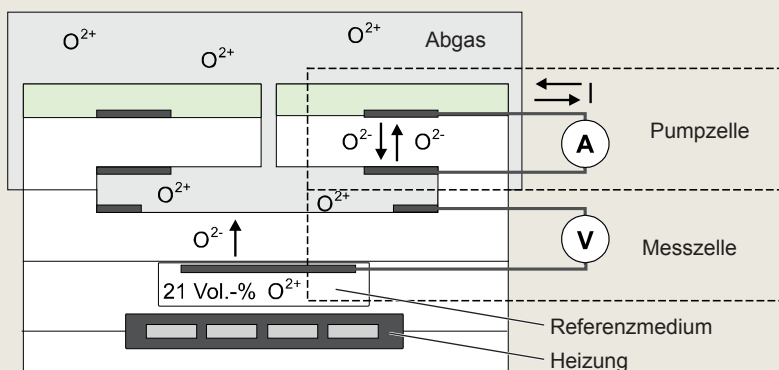 O²⁺
O²⁺
O²⁺
Abgas
I
O²⁻
O²⁻
A
Pumpzelle
O²⁺
O²⁺
O²⁻
V
Messzelle
21 Vol.-% O²⁺
Referenzmedium
Heizung